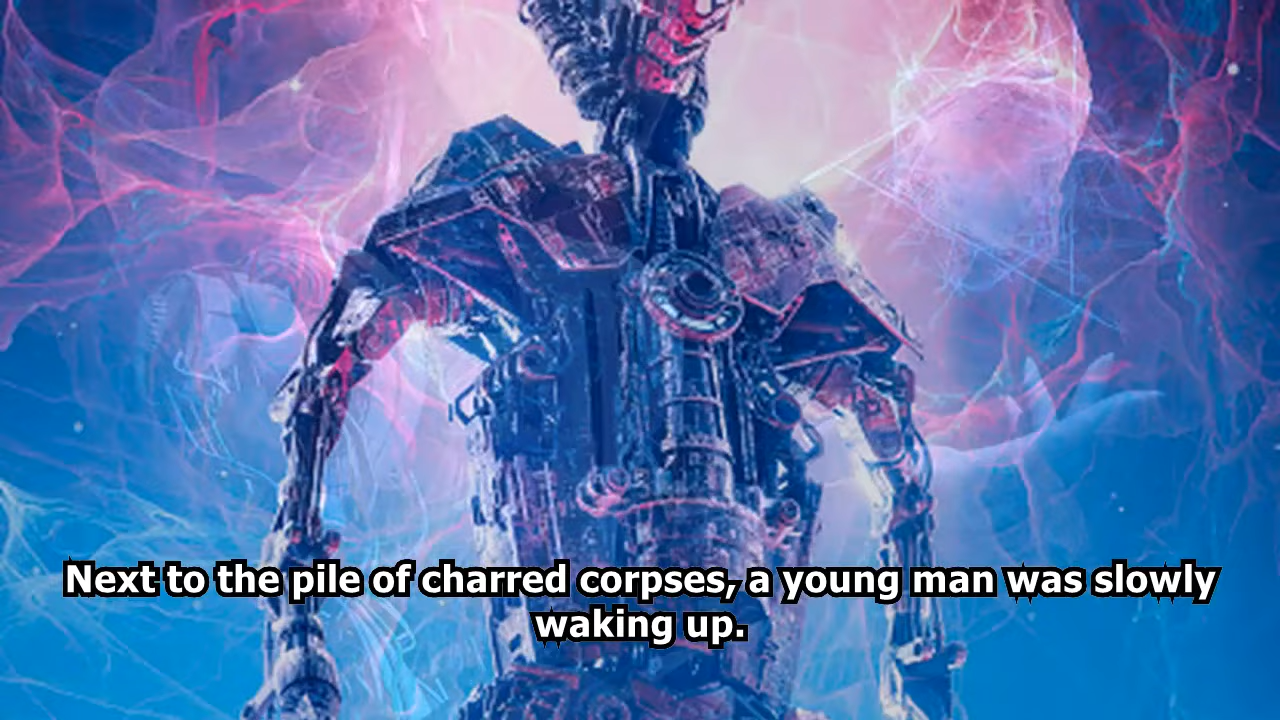 Next to the pile of charred corpses, a young man was slowly
waking up.